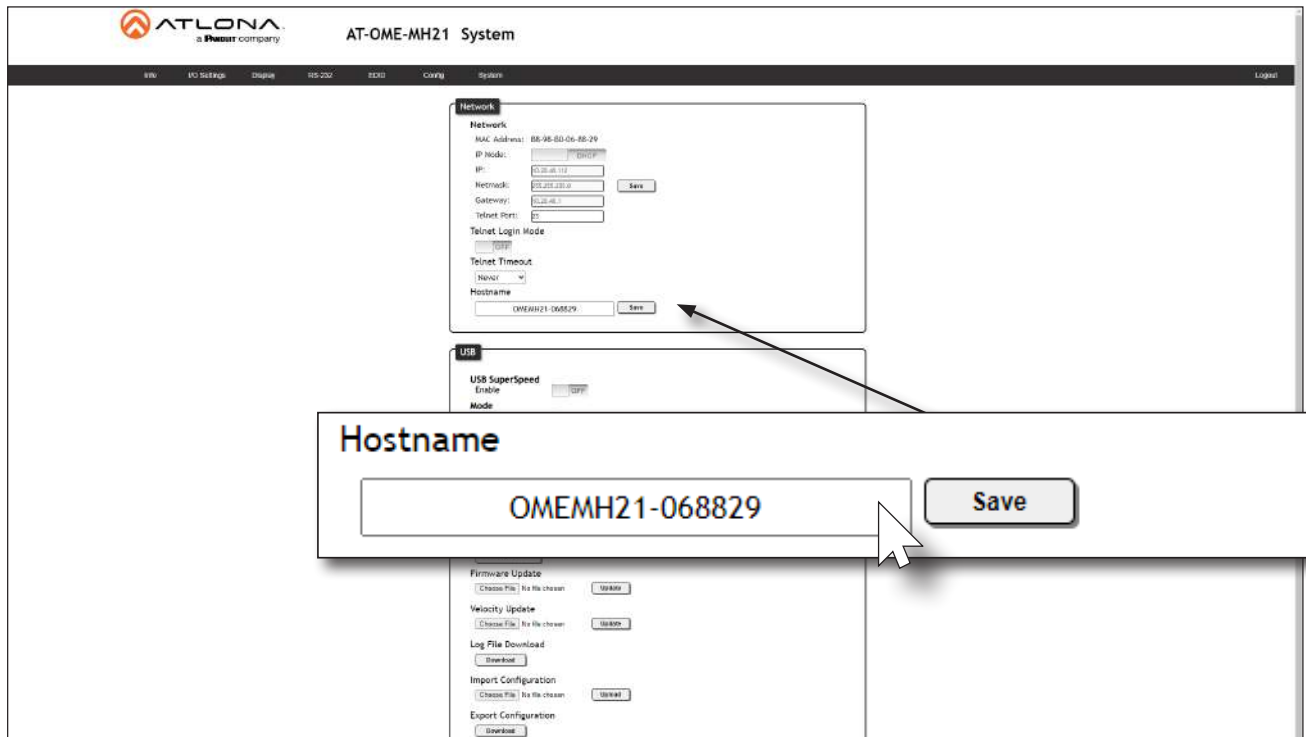 ATLONA.
a PANDUIT company
AT-OME-MH21 System
Info I/O Settings Display RS-232 EDID Config System Logout
Network
Network
MAC Address: B8-98-B0-06-88-29
IP Mode: DHCP
IP:
Netmask: Save
Gateway:
Telnet Port:
Telnet Login Mode
OFF
Telnet Timeout
Never
Hostname
OMEMH21-068829 Save
USB
USB SuperSpeed
Enable OFF
Mode
Hostname
OMEMH21-068829 Save
Firmware Update
Choose File No file chosen Update
Velocity Update
Choose File No file chosen Update
Log File Download
Download
Import Configuration
Choose File No file chosen Upload
Export Configuration
Download